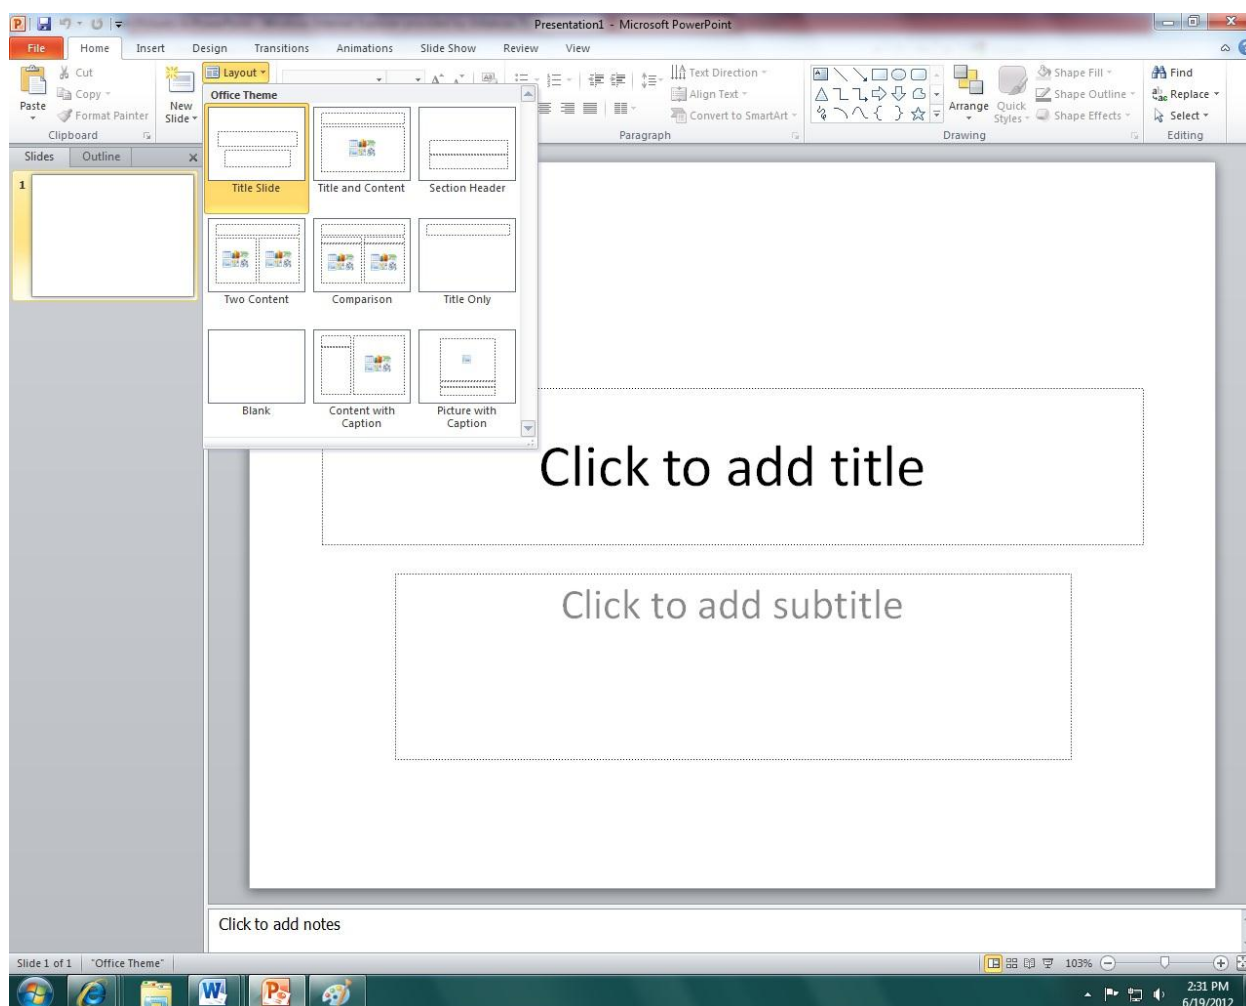 Presentation1 - Microsoft PowerPoint
File Home Insert Design Transitions Animations Slide Show Review View
Paste
Cut
Copy
Format Painter
Clipboard
New
Slide
Layout
Text Direction
Align Text
Convert to SmartArt
Paragraph
Arrange
Quick
Styles
Shape Fill
Shape Outline
Shape Effects
Drawing
Find
Replace
Select
Editing
Slides Outline
1
Office Theme
Title Slide Title and Content Section Header
Two Content Comparison Title Only
Blank Content with Caption Picture with Caption
Click to add title
Click to add subtitle
Click to add notes
Slide 1 of 1 "Office Theme" 103%
2:31 PM
6/19/2012